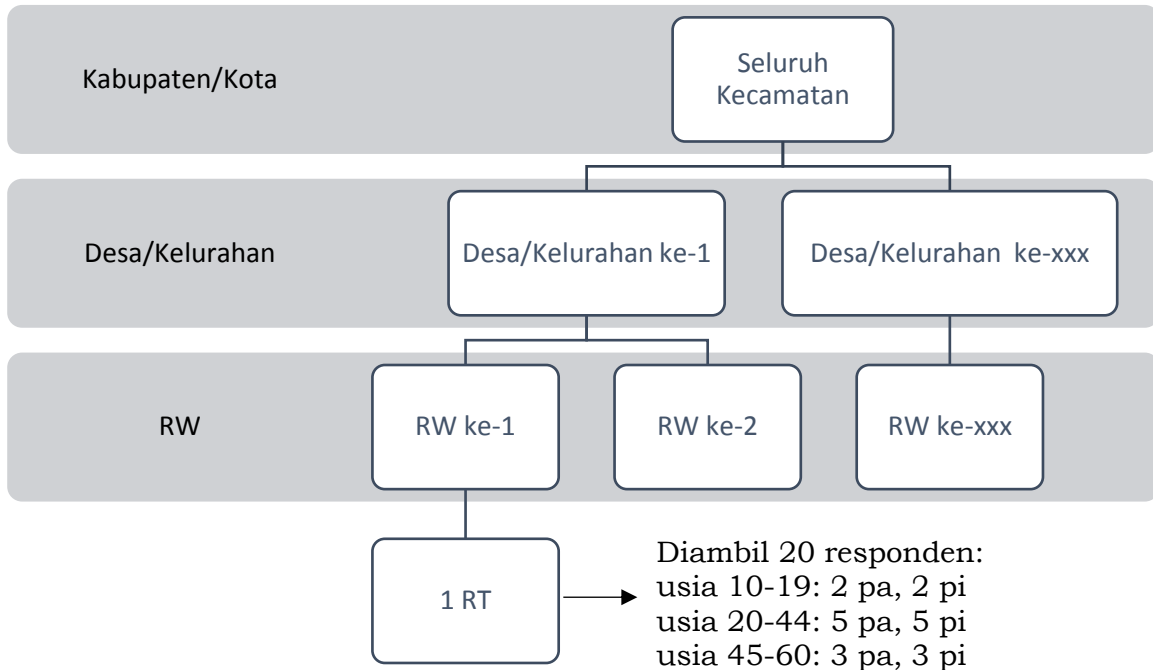 Kabupaten/Kota
Seluruh
Kecamatan
Desa/Kelurahan
Desa/Kelurahan ke-1
Desa/Kelurahan ke-xxx
RW
RW ke-1
RW ke-2
RW ke-xxx
1 RT
Diambil 20 responden:
usia 10-19: 2 pa, 2 pi
usia 20-44: 5 pa, 5 pi
usia 45-60: 3 pa, 3 pi